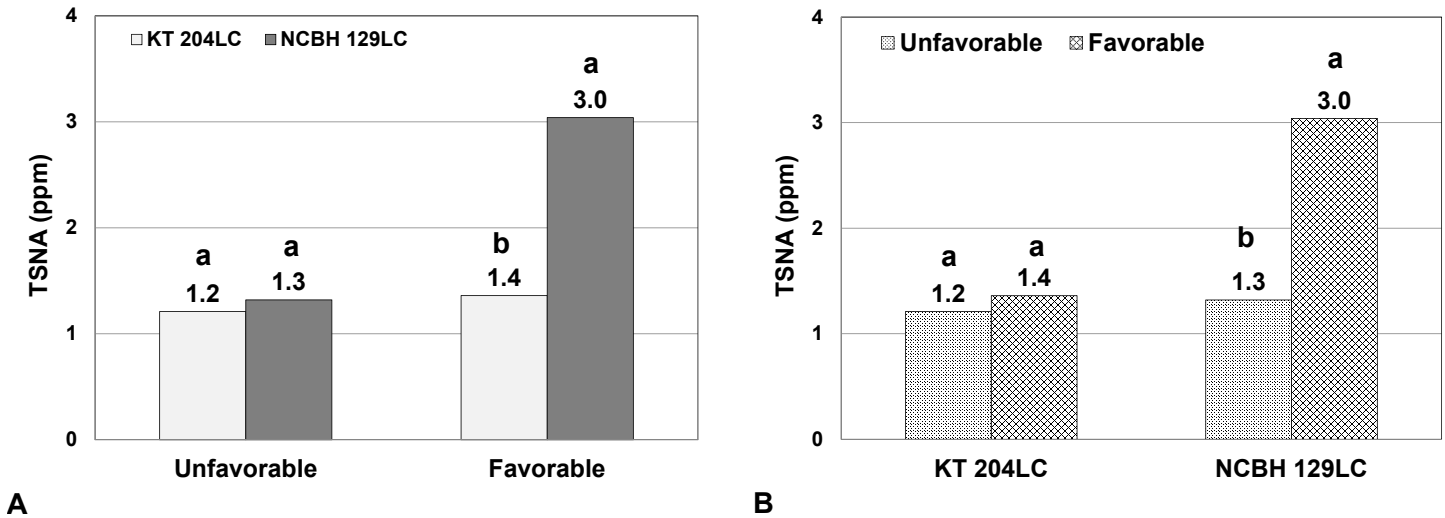 4
KT 204LC NCBH 129LC
a
3.0
3
TSNA (ppm)
2
a a b
1.2 1.3 1.4
1
0
Unfavorable Favorable
A
4
Unfavorable Favorable
a
3.0
3
TSNA (ppm)
2
a a b
1.2 1.4 1.3
1
0
KT 204LC NCBH 129LC
B